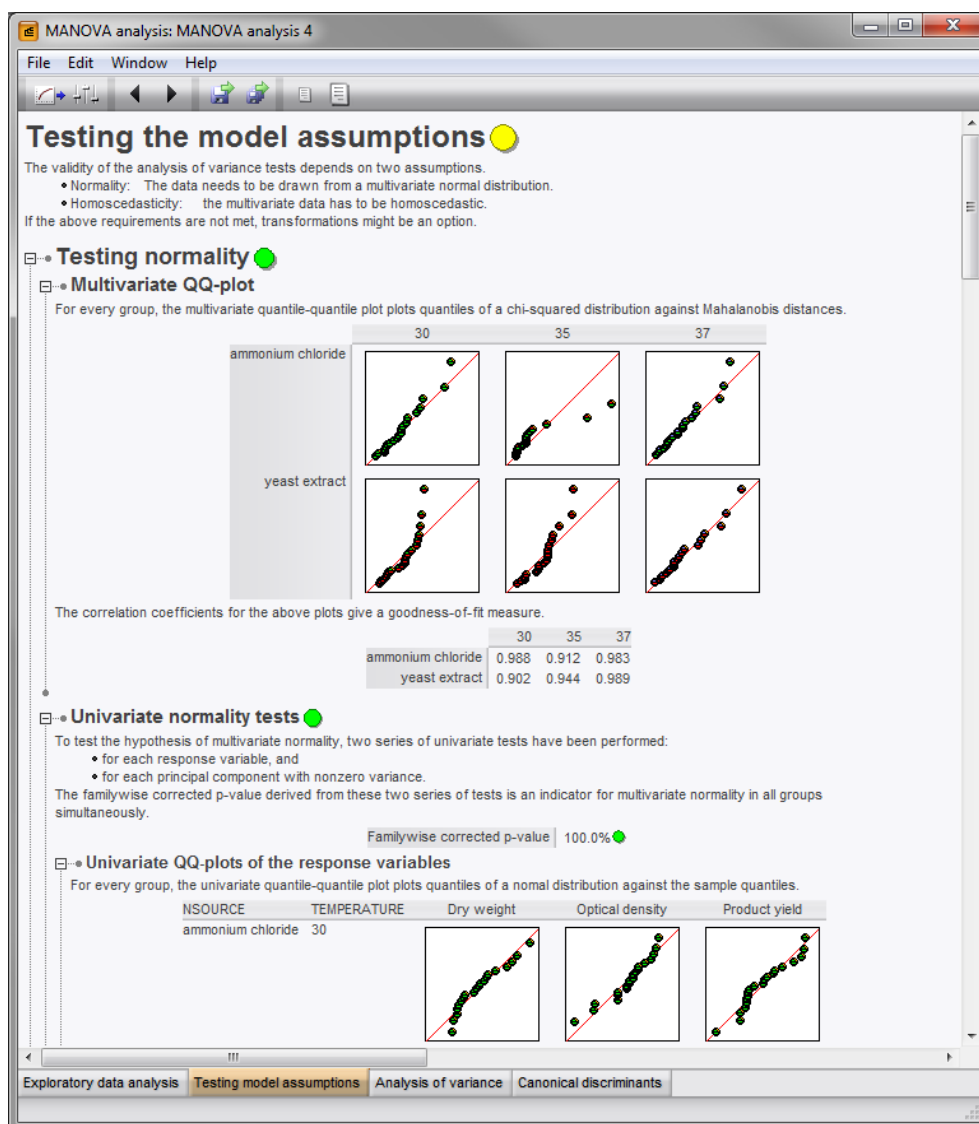 MANOVA analysis: MANOVA analysis 4
File Edit Window Help
Testing the model assumptions
The validity of the analysis of variance tests depends on two assumptions.
• Normality: The data needs to be drawn from a multivariate normal distribution.
• Homoscedasticity: the multivariate data has to be homoscedastic.
If the above requirements are not met, transformations might be an option.
Testing normality
Multivariate QQ-plot
For every group, the multivariate quantile-quantile plot plots quantiles of a chi-squared distribution against Mahalanobis distances.
30 35 37
ammonium chloride
yeast extract
The correlation coefficients for the above plots give a goodness-of-fit measure.
30 35 37
ammonium chloride 0.988 0.912 0.983
yeast extract 0.902 0.944 0.989
Univariate normality tests
To test the hypothesis of multivariate normality, two series of univariate tests have been performed:
• for each response variable, and
• for each principal component with nonzero variance.
The familywise corrected p-value derived from these two series of tests is an indicator for multivariate normality in all groups
simultaneously.
Familywise corrected p-value 100.0%
Univariate QQ-plots of the response variables
For every group, the univariate quantile-quantile plot plots quantiles of a nomal distribution against the sample quantiles.
NSOURCE TEMPERATURE Dry weight Optical density Product yield
ammonium chloride 30
Exploratory data analysis Testing model assumptions Analysis of variance Canonical discriminants